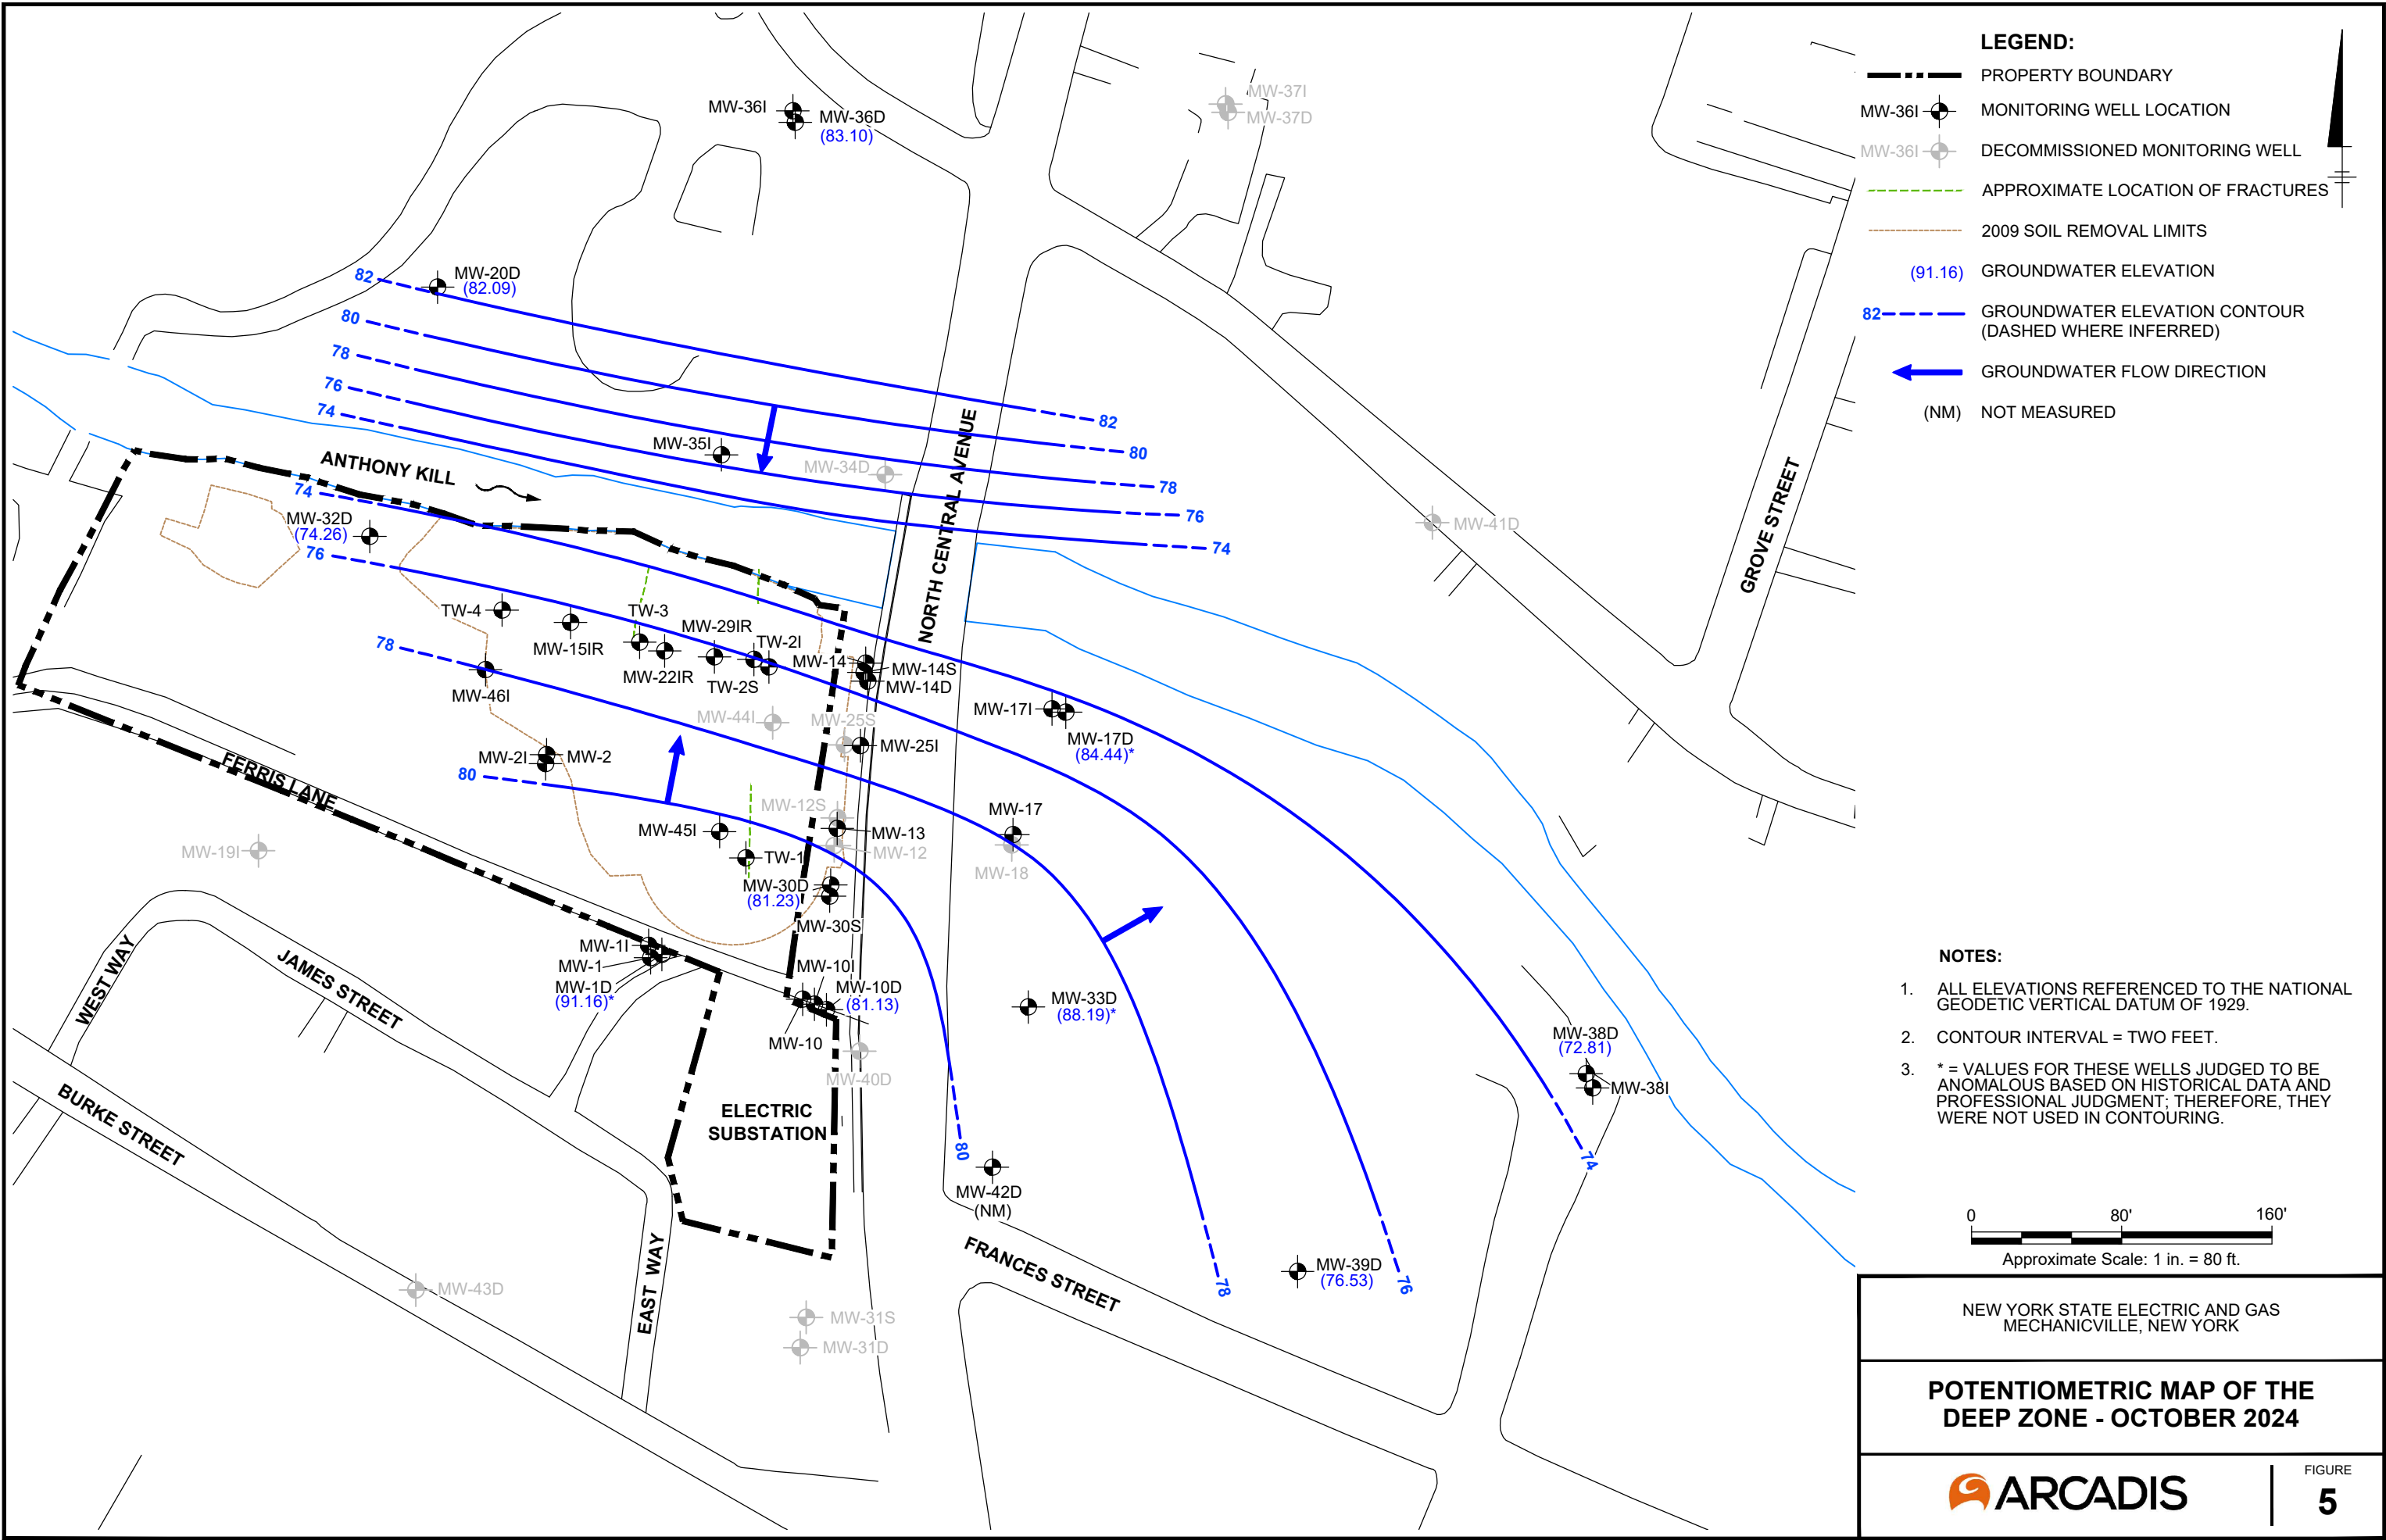 LEGEND:
PROPERTY BOUNDARY
MW-36I
MONITORING WELL LOCATION
MW-36I
DECOMMISSIONED MONITORING WELL
APPROXIMATE LOCATION OF FRACTURES
2009 SOIL REMOVAL LIMITS
(91.16)
GROUNDWATER ELEVATION
82
GROUNDWATER ELEVATION CONTOUR
(DASHED WHERE INFERRED)
GROUNDWATER FLOW DIRECTION
(NM)
NOT MEASURED
MW-36I
MW-36D
(83.10)
MW-37I
MW-37D
82
MW-20D
(82.09)
80
78
76
74
82
80
78
76
74
MW-35I
MW-34D
NORTH CENTRAL AVENUE
GROVE STREET
MW-41D
ANTHONY KILL
74
MW-32D
(74.26)
76
TW-4
MW-15IR
TW-3
MW-22IR
MW-29IR
TW-2I
TW-2S
MW-14
MW-14S
MW-14D
78
MW-46I
MW-44I
MW-25S
MW-25I
MW-17I
MW-17D
(84.44)*
MW-2I
MW-2
80
FERRIS LANE
MW-12S
MW-13
MW-12
MW-45I
TW-1
MW-17
MW-18
MW-19I
MW-30D
(81.23)
MW-30S
MW-1I
MW-1
MW-1D
(91.16)*
MW-10I
MW-10D
(81.13)
MW-10
MW-33D
(88.19)*
MW-40D
WEST WAY
JAMES STREET
BURKE STREET
ELECTRIC
SUBSTATION
80
MW-42D
(NM)
MW-38D
(72.81)
MW-38I
74
78
76
MW-39D
(76.53)
FRANCES STREET
EAST WAY
MW-43D
MW-31S
MW-31D
NOTES:
1. ALL ELEVATIONS REFERENCED TO THE NATIONAL
GEODETIC VERTICAL DATUM OF 1929.
2. CONTOUR INTERVAL = TWO FEET.
3. * = VALUES FOR THESE WELLS JUDGED TO BE
ANOMALOUS BASED ON HISTORICAL DATA AND
PROFESSIONAL JUDGMENT; THEREFORE, THEY
WERE NOT USED IN CONTOURING.
0 80' 160'
Approximate Scale: 1 in. = 80 ft.
NEW YORK STATE ELECTRIC AND GAS
MECHANICVILLE, NEW YORK
POTENTIOMETRIC MAP OF THE
DEEP ZONE - OCTOBER 2024
ARCADIS
FIGURE
5